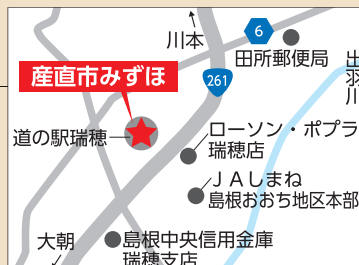 川本
6
田所郵便局
出羽川
261
産直市みずほ
道の駅瑞穂
ローソン・ポプラ
瑞穂店
JAしまね
島根おおち地区本部
大朝
島根中央信用金庫
瑞穂支店